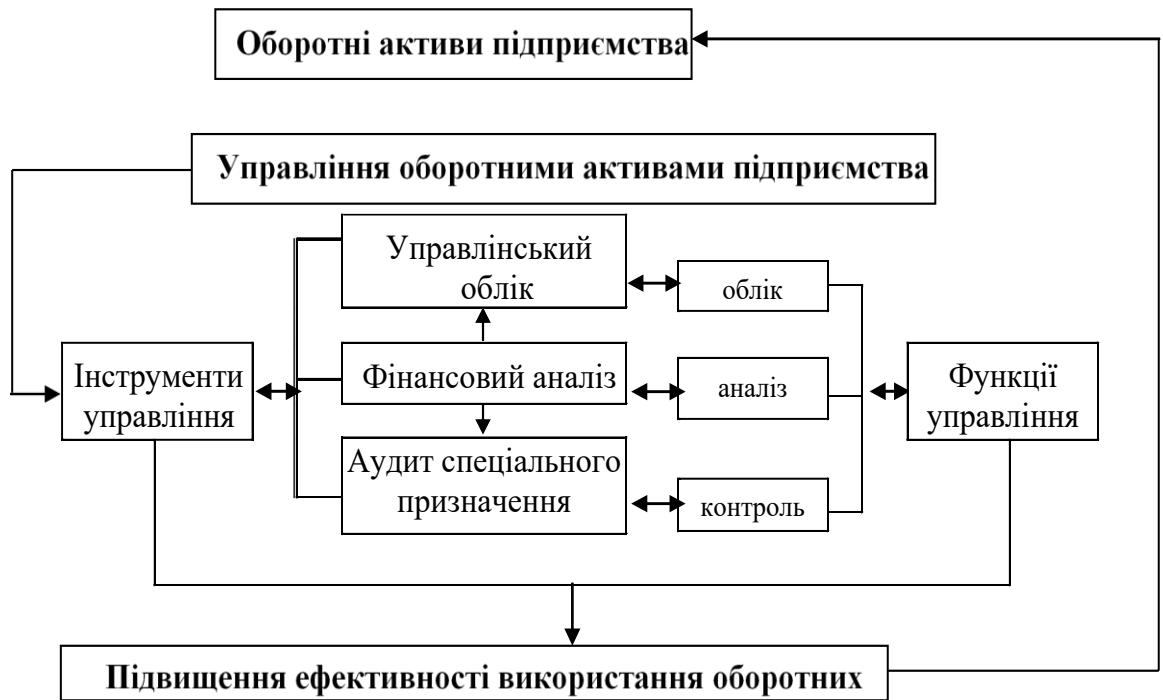 Оборотні активи підприємства
Управління оборотними активами підприємства
Управлінський
облік
облік
Інструменти
управління
Фінансовий аналіз
аналіз
Функції
управління
Аудит спеціального
призначення
контроль
Підвищення ефективності використання оборотних